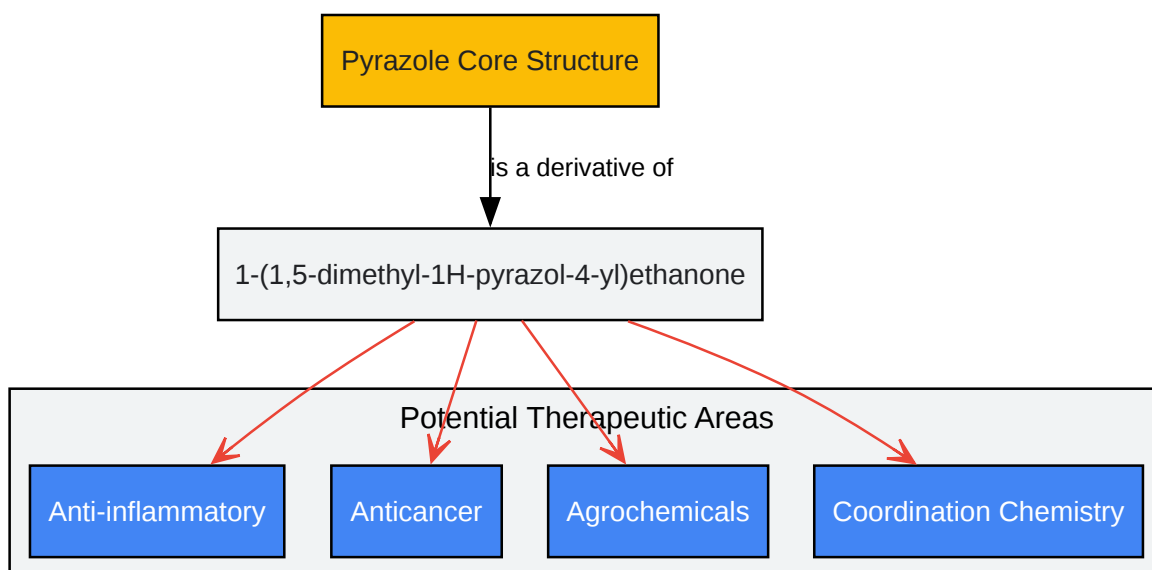 Pyrazole Core Structure
is a derivative of
1-(1,5-dimethyl-1H-pyrazol-4-yl)ethanone
Potential Therapeutic Areas
Anti-inflammatory
Anticancer
Agrochemicals
Coordination Chemistry